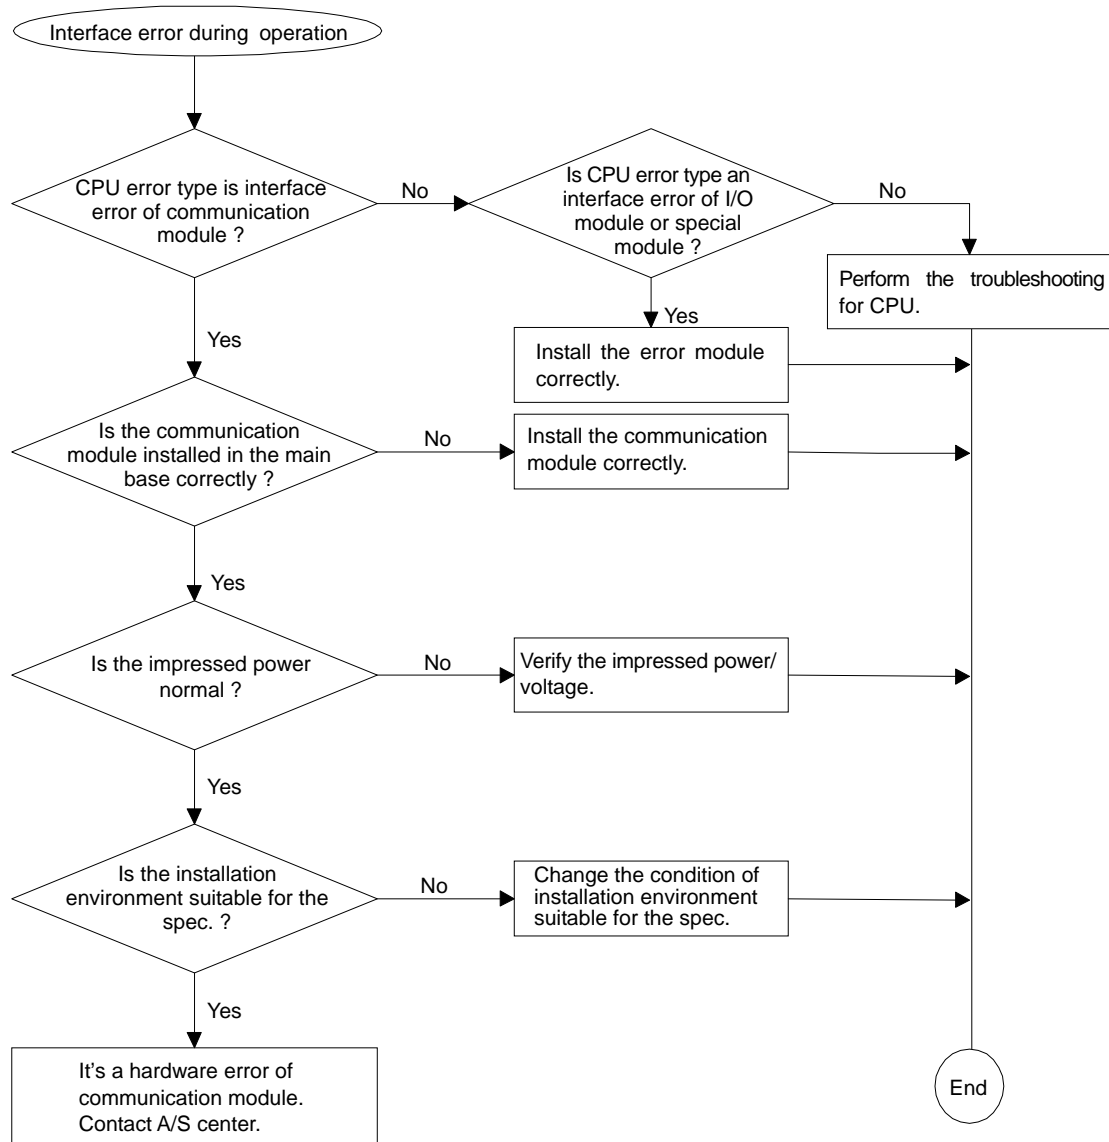 Interface error during operation
CPU error type is interface
error of communication
module ?
No
Is CPU error type an
interface error of I/O
module or special
module ?
No
Perform the troubleshooting
for CPU.
Yes
Yes
Install the error module
correctly.
Is the communication
module installed in the main
base correctly ?
No
Install the communication
module correctly.
Yes
Is the impressed power
normal ?
No
Verify the impressed power/
voltage.
Yes
Is the installation
environment suitable for the
spec. ?
No
Change the condition of
installation environment
suitable for the spec.
Yes
It's a hardware error of
communication module.
Contact A/S center.
End